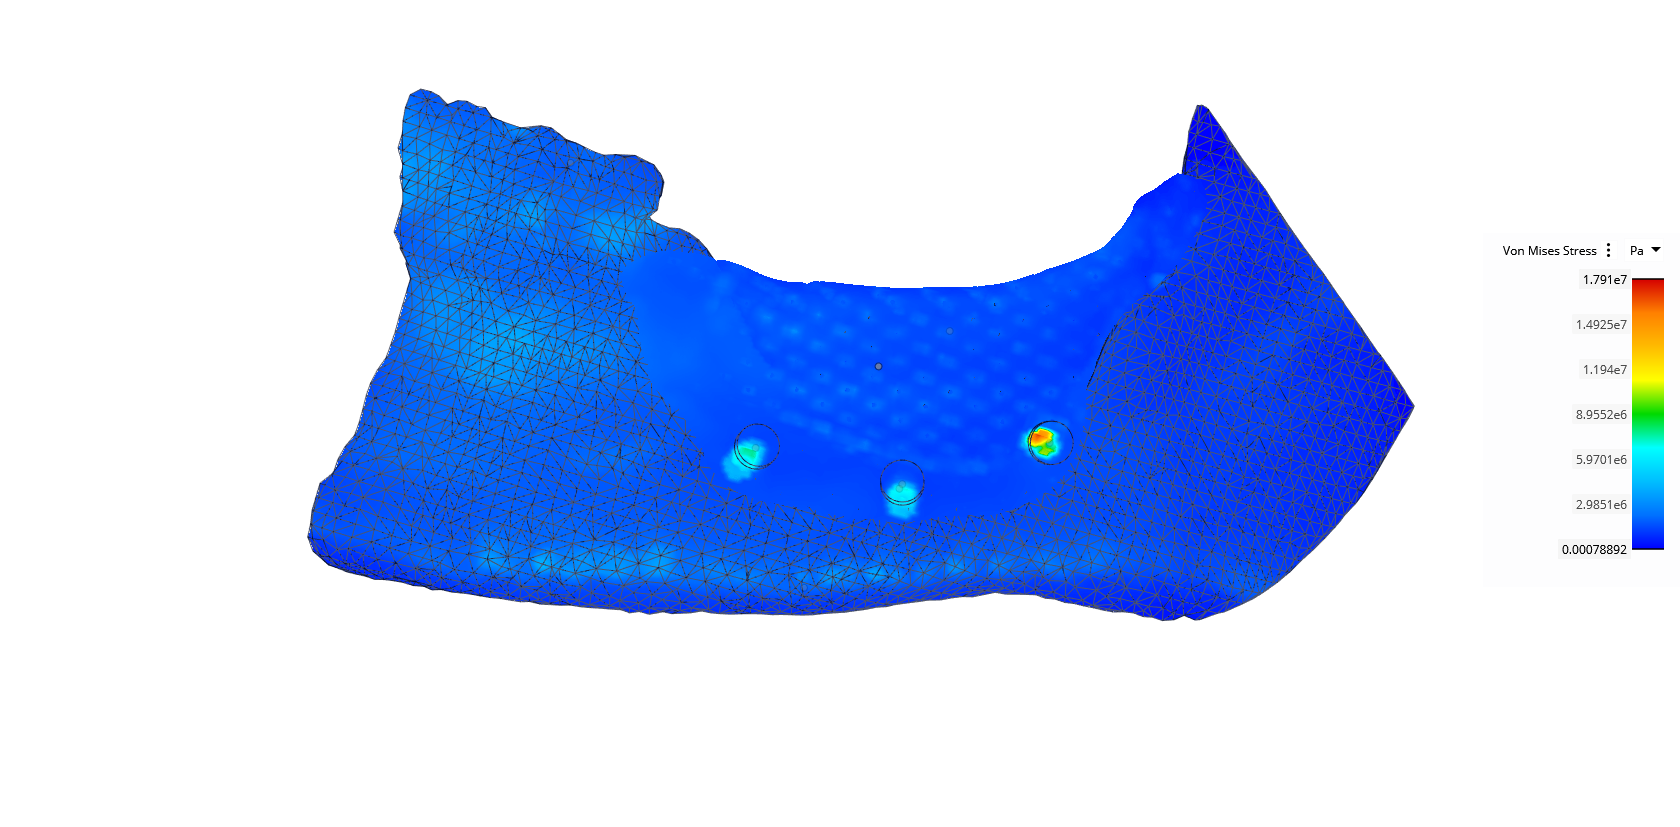 Von Mises Stress Pa
1.791e7
1.4925e7
1.194e7
8.9552e6
5.9701e6
2.9851e6
0.00078892